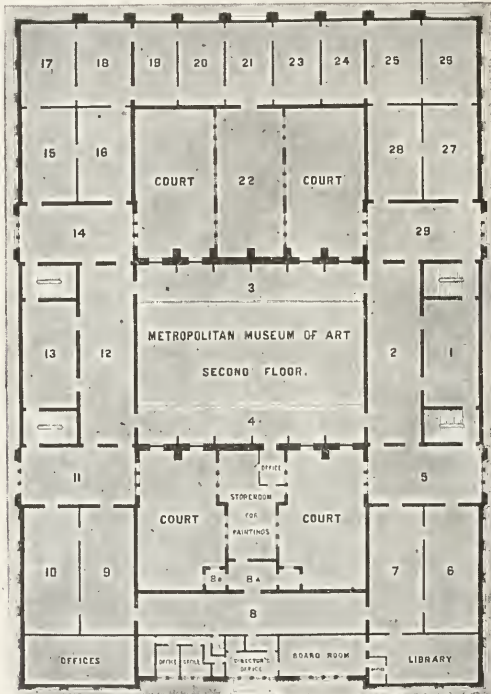 17 18 19 20 21 23 24 25 26
15 16 COURT 22 COURT 28 27
14 29
3
METROPOLITAN MUSEUM OF ART
SECOND FLOOR.
13 12 2 1
4
11 5
OFFICE
STOREROOM
FOR
PAINTINGS
COURT COURT
10 9 8B 8A 7 6
8
OFFICES OFFICE OFFICE DIRECTOR'S
OFFICE BOARD ROOM LIBRARY